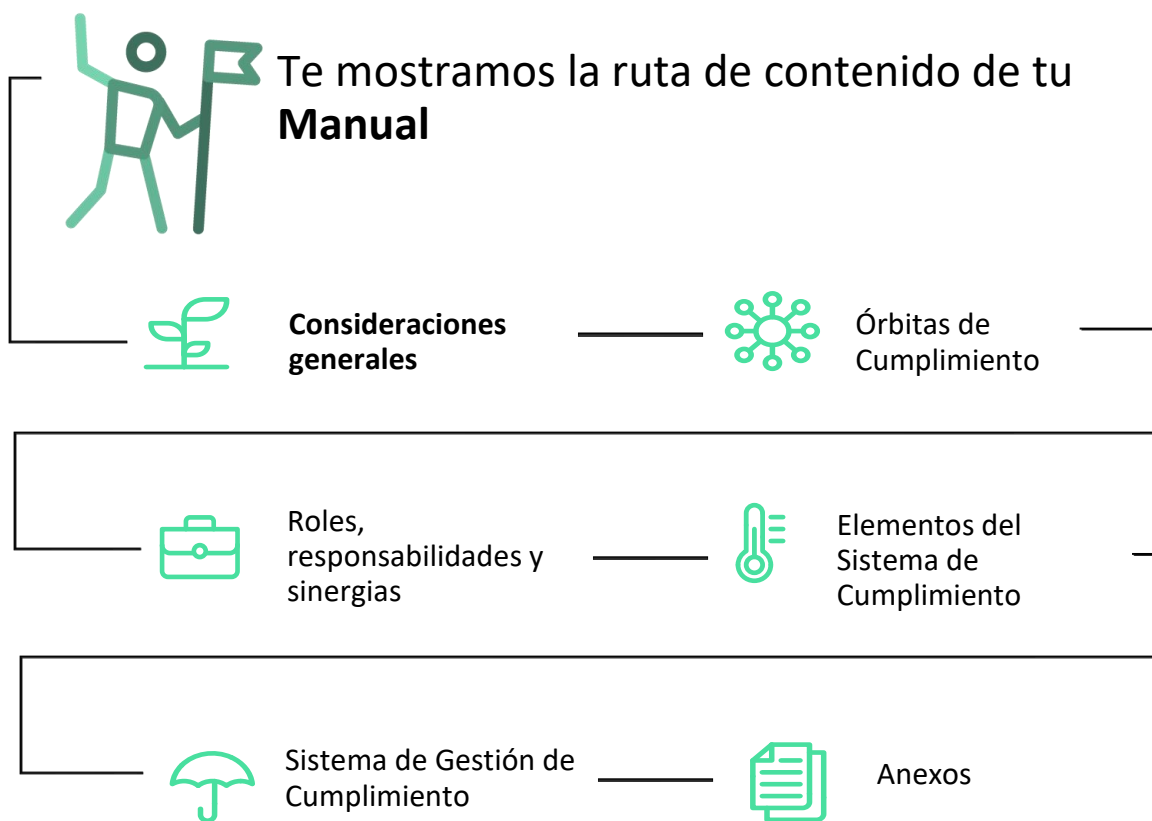 Te mostramos la ruta de contenido de tu
Manual
Consideraciones
generales
Órbitas de
Cumplimiento
Roles,
responsabilidades y
sinergias
Elementos del
Sistema de
Cumplimiento
Sistema de Gestión de
Cumplimiento
Anexos